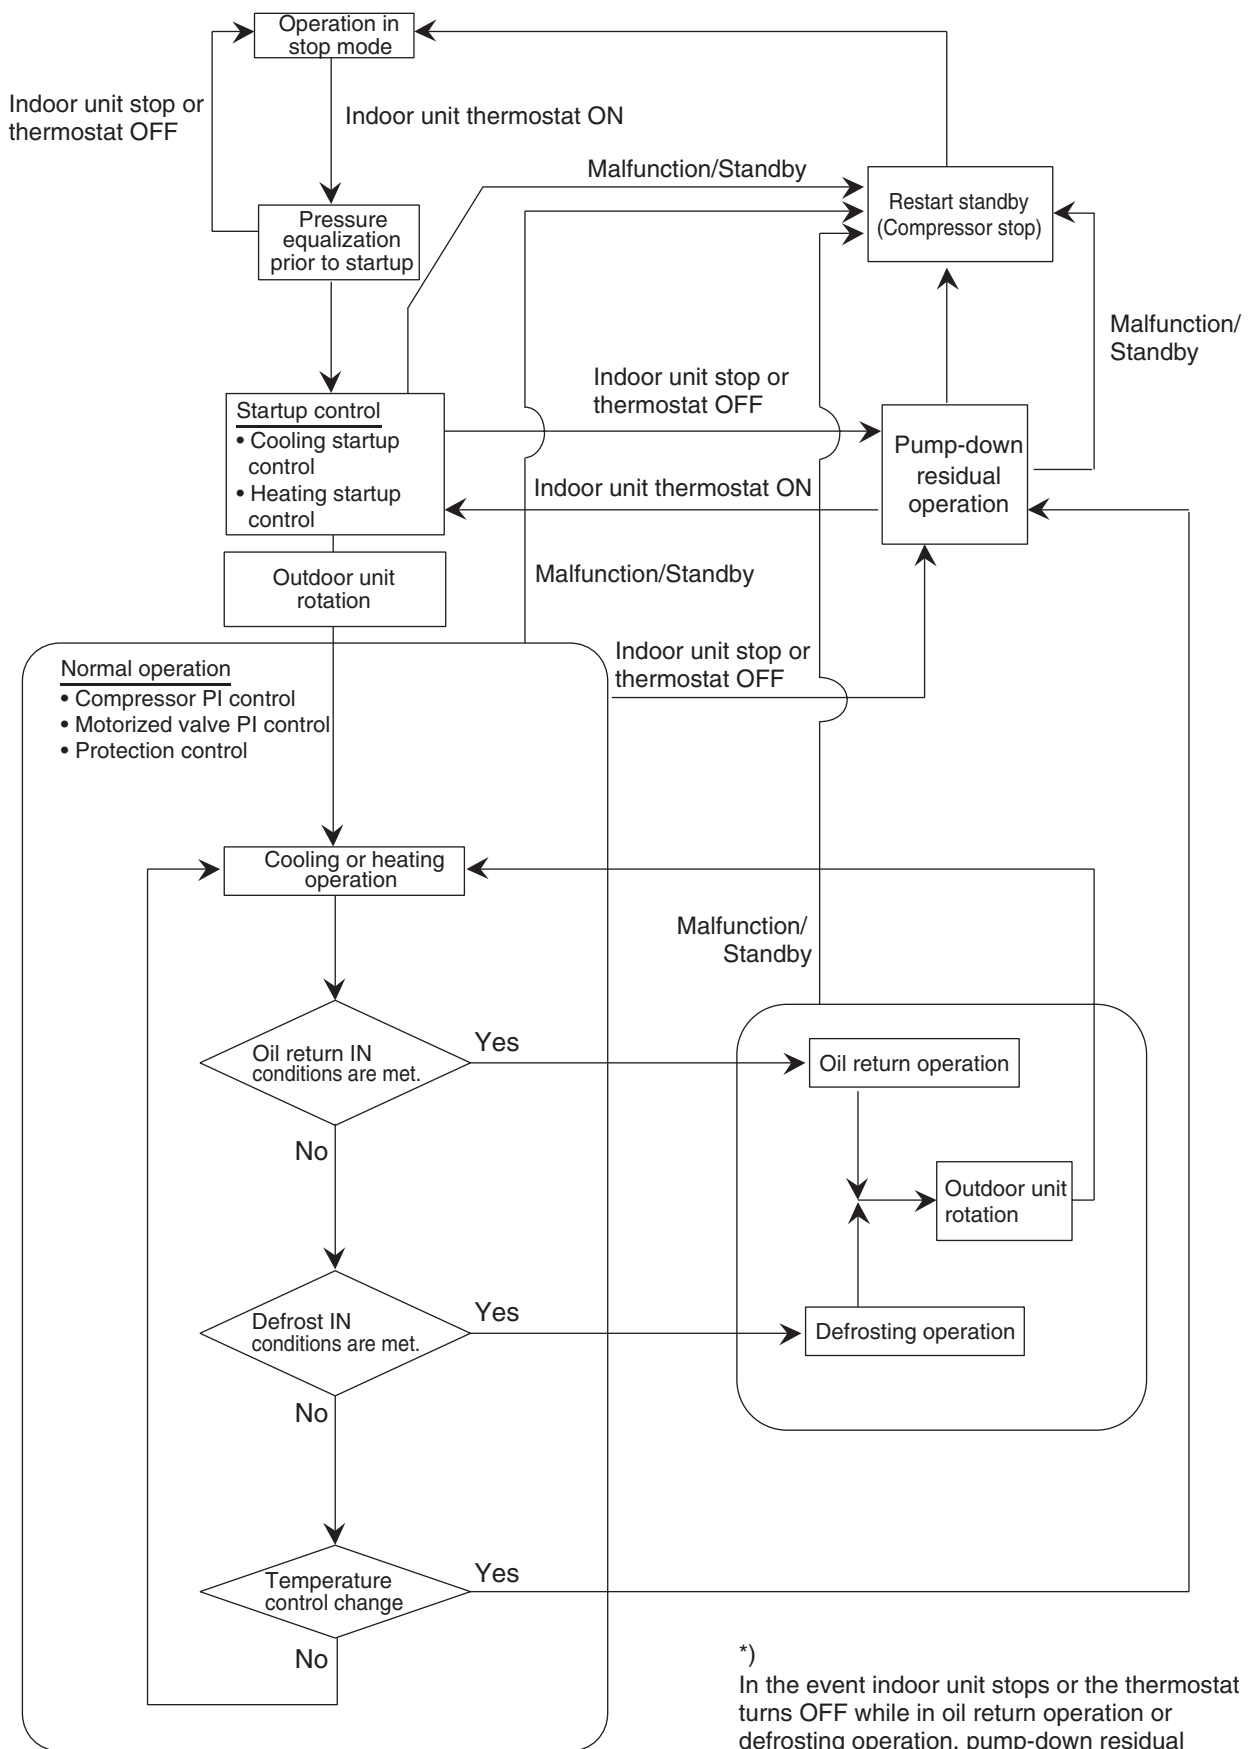 Operation in
stop mode
Indoor unit stop or
thermostat OFF
Indoor unit thermostat ON
Malfunction/Standby
Restart standby
(Compressor stop)
Pressure
equalization
prior to startup
Malfunction/
Standby
Indoor unit stop or
thermostat OFF
Startup control
• Cooling startup
control
• Heating startup
control
Pump-down
residual
operation
Indoor unit thermostat ON
Outdoor unit
rotation
Malfunction/Standby
Indoor unit stop or
thermostat OFF
Normal operation
• Compressor PI control
• Motorized valve PI control
• Protection control
Cooling or heating
operation
Malfunction/
Standby
Oil return IN
conditions are met.
Yes
Oil return operation
No
Outdoor unit
rotation
Defrost IN
conditions are met.
Yes
Defrosting operation
No
Temperature
control change
Yes
No
*)
In the event indoor unit stops or the thermostat
turns OFF while in oil return operation or
defrosting operation, pump-down residual